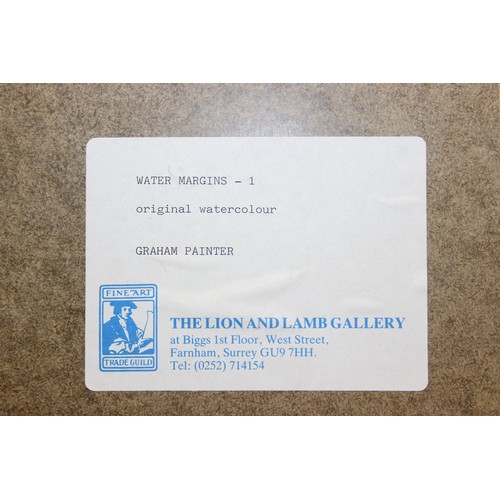 WATER MARGINS - 1
original watercolour
GRAHAM PAINTER
FINE ART
TRADE GUILD
THE LION AND LAMB GALLERY
at Biggs 1st Floor, West Street,
Farnham, Surrey GU9 7HH.
Tel: (0252) 714154